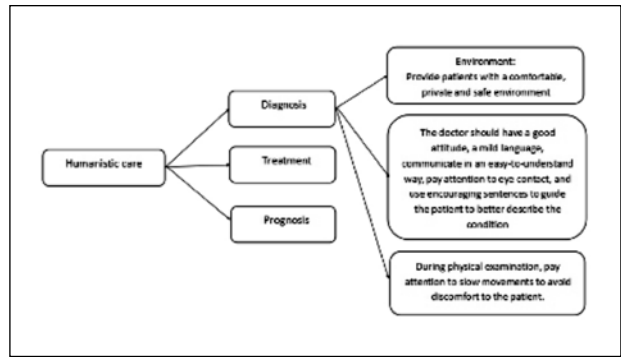 Humanistic care
Diagnosis
Treatment
Prognosis
Environment:
Provide patients with a comfortable,
private and safe environment
The doctor should have a good
attitude, a mild language,
communicate in an easy-to-understand
way, pay attention to eye contact, and
use encouraging sentences to guide
the patient to better describe the
condition
During physical examination, pay
attention to slow movements to avoid
discomfort to the patient.